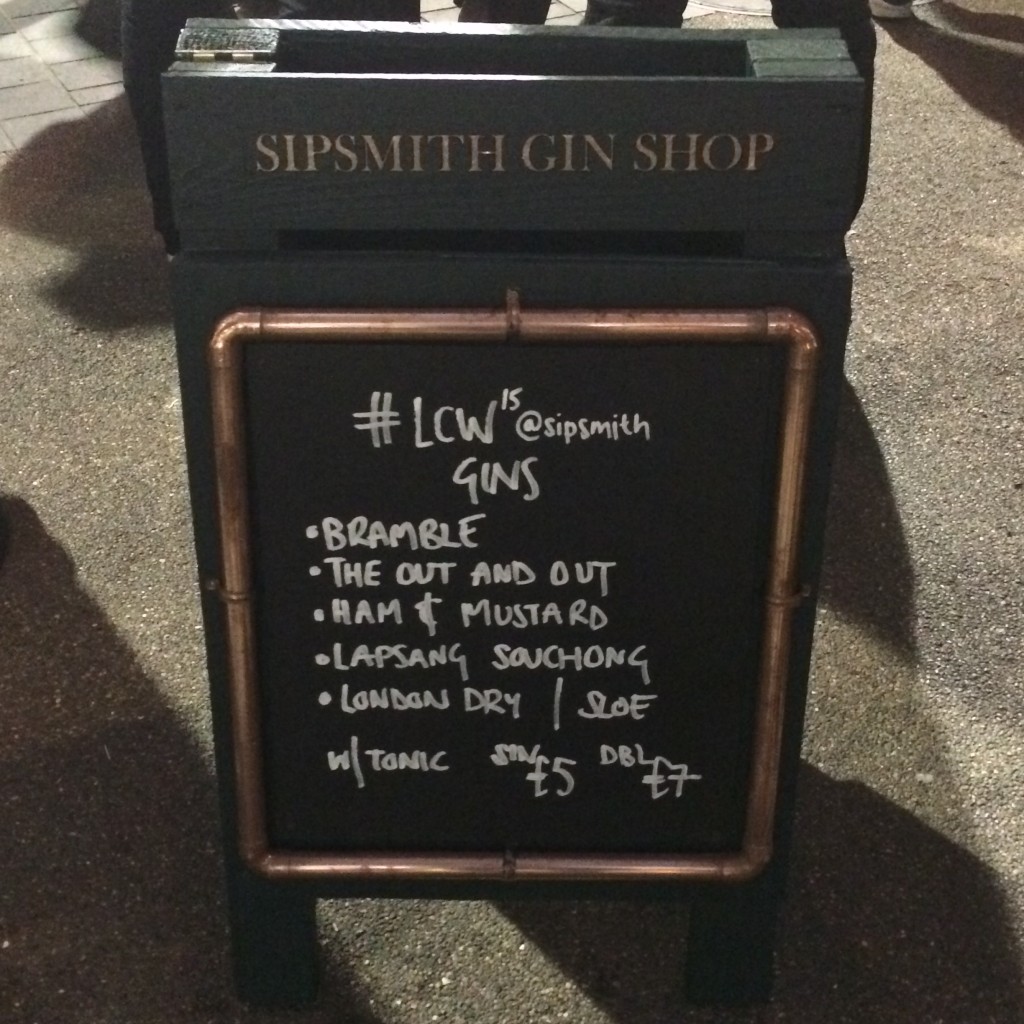 SIPSMITH GIN SHOP
#LCW15 @sipsmith
GINS
• BRAMBLE
• THE OUT AND OUT
• HAM & MUSTARD
• LAPSANG SOUCHONG
• LONDON DRY | SLOE
W/TONIC SIN £5 DBL £7